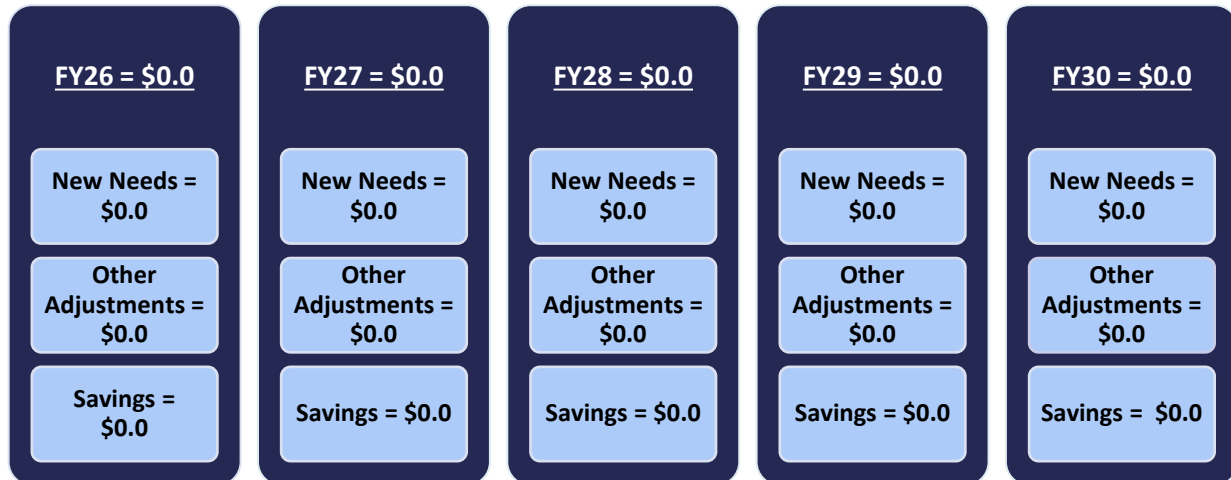 FY26 = $0.0
New Needs =
$0.0
Other
Adjustments =
$0.0
Savings =
$0.0
FY27 = $0.0
New Needs =
$0.0
Other
Adjustments =
$0.0
Savings = $0.0
FY28 = $0.0
New Needs =
$0.0
Other
Adjustments =
$0.0
Savings = $0.0
FY29 = $0.0
New Needs =
$0.0
Other
Adjustments =
$0.0
Savings = $0.0
FY30 = $0.0
New Needs =
$0.0
Other
Adjustments =
$0.0
Savings =  $0.0